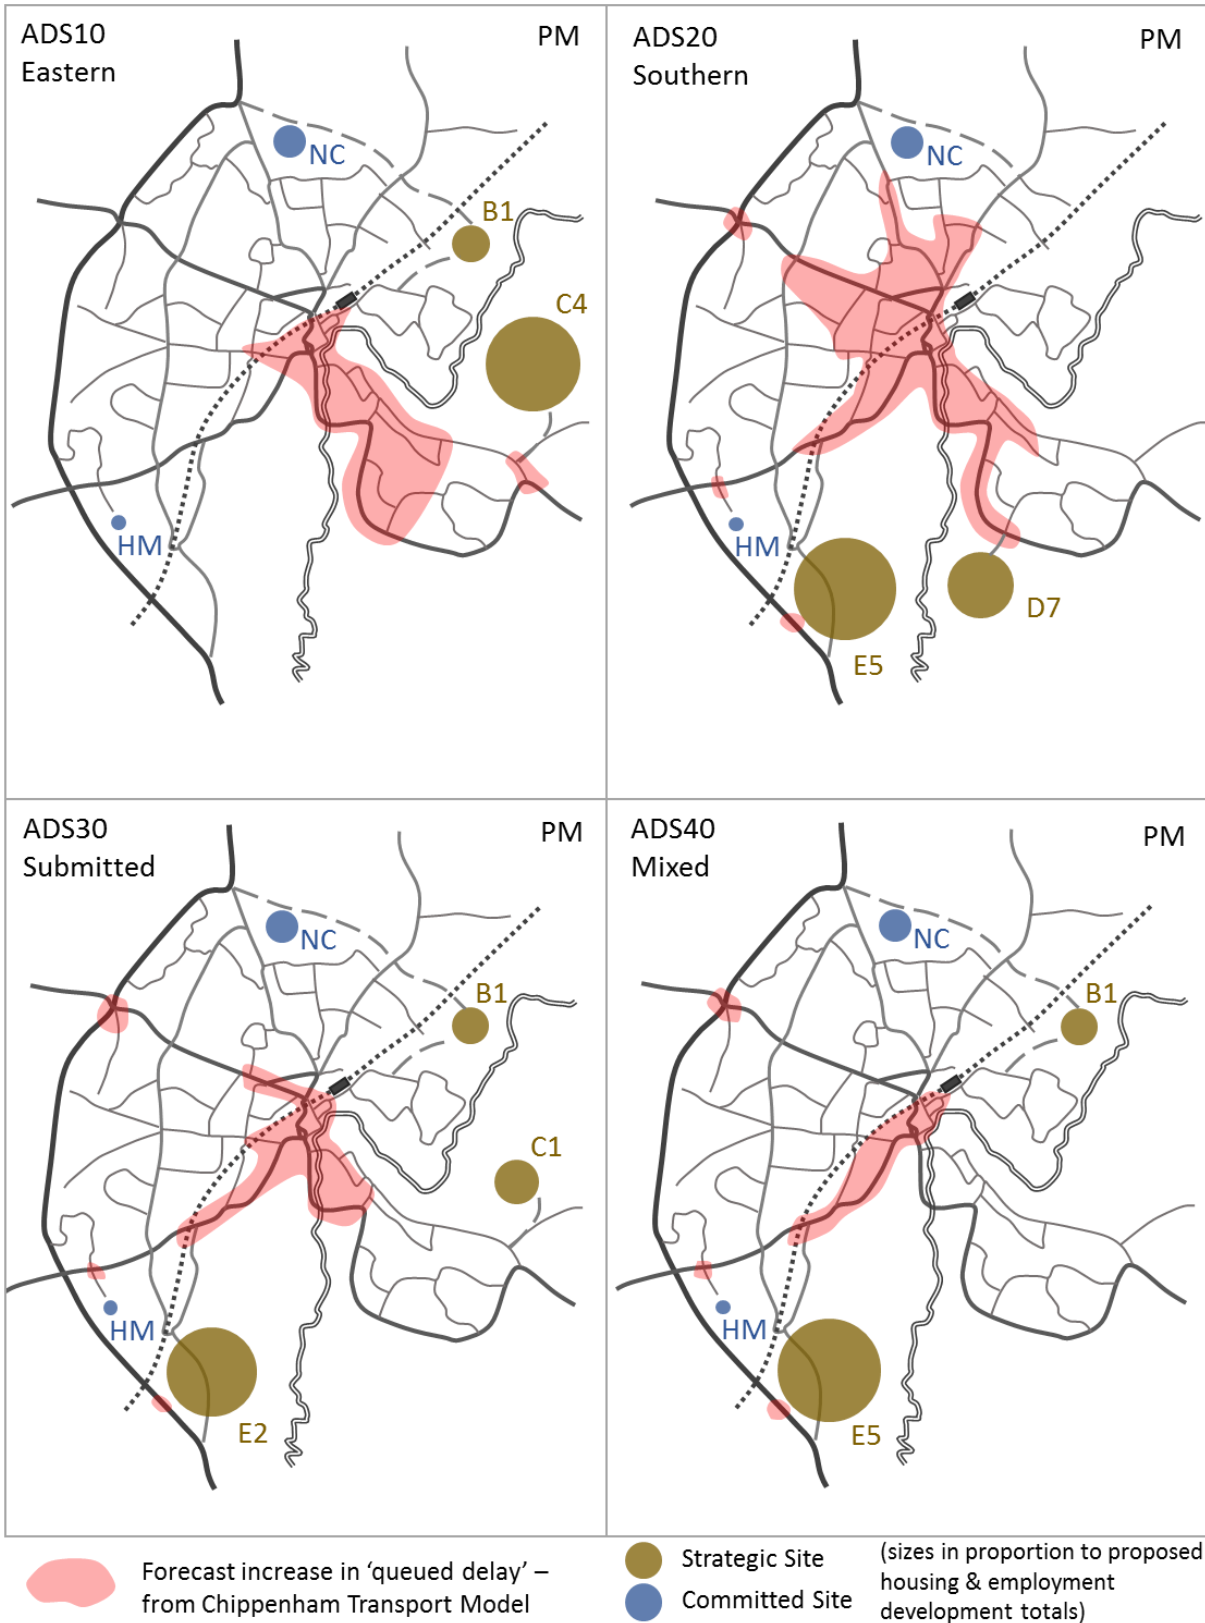 ADS10
Eastern
PM
NC
B1
C4
HM
ADS20
Southern
PM
NC
HM
D7
E5
ADS30
Submitted
PM
NC
B1
C1
HM
E2
ADS40
Mixed
PM
NC
B1
HM
E5
Forecast increase in ‘queued delay’ –
from Chippenham Transport Model
Strategic Site
Committed Site
(sizes in proportion to proposed
housing & employment
development totals)